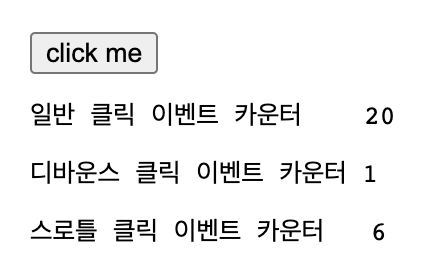 click me
일반 클릭 이벤트 카운터 20
디바운스 클릭 이벤트 카운터 1
스로틀 클릭 이벤트 카운터 6